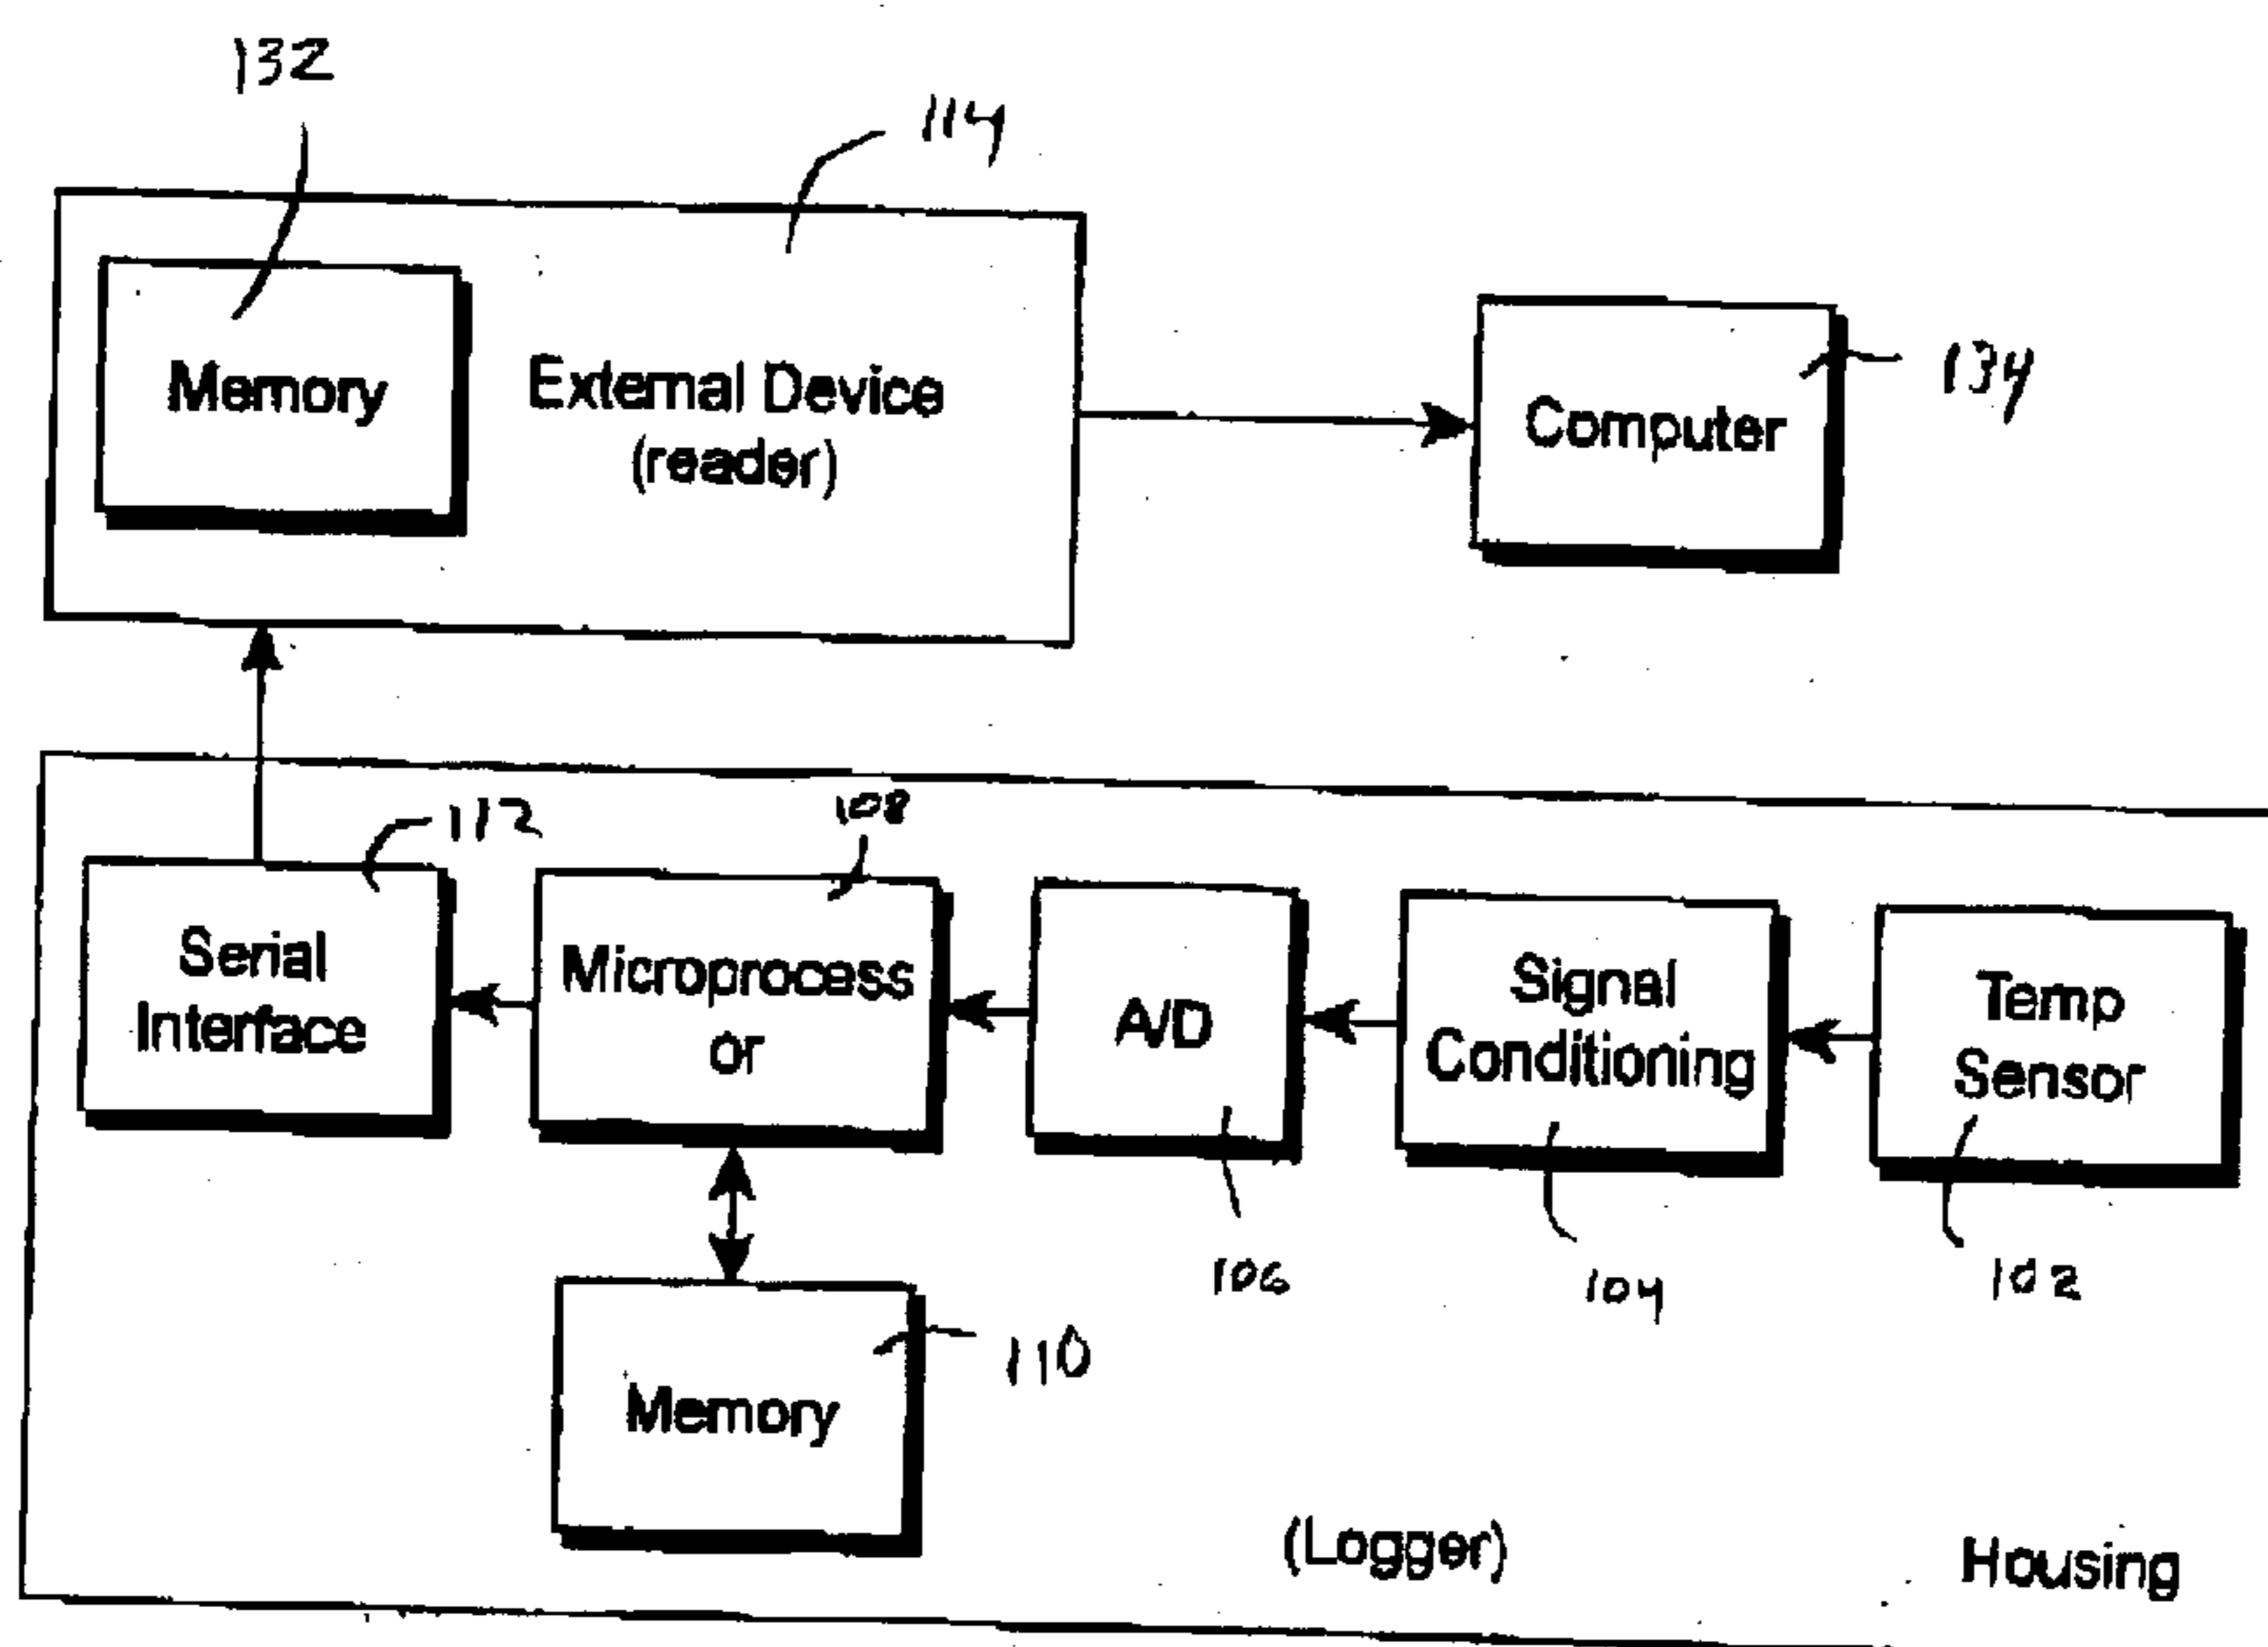 132
114
Memory
External Device
(reader)
Computer
134
112
108
Serial
Interface
Microprocess
or
A/D
Signal
Conditioning
Temp
Sensor
106
104
102
110
Memory
(Logger)
Housing